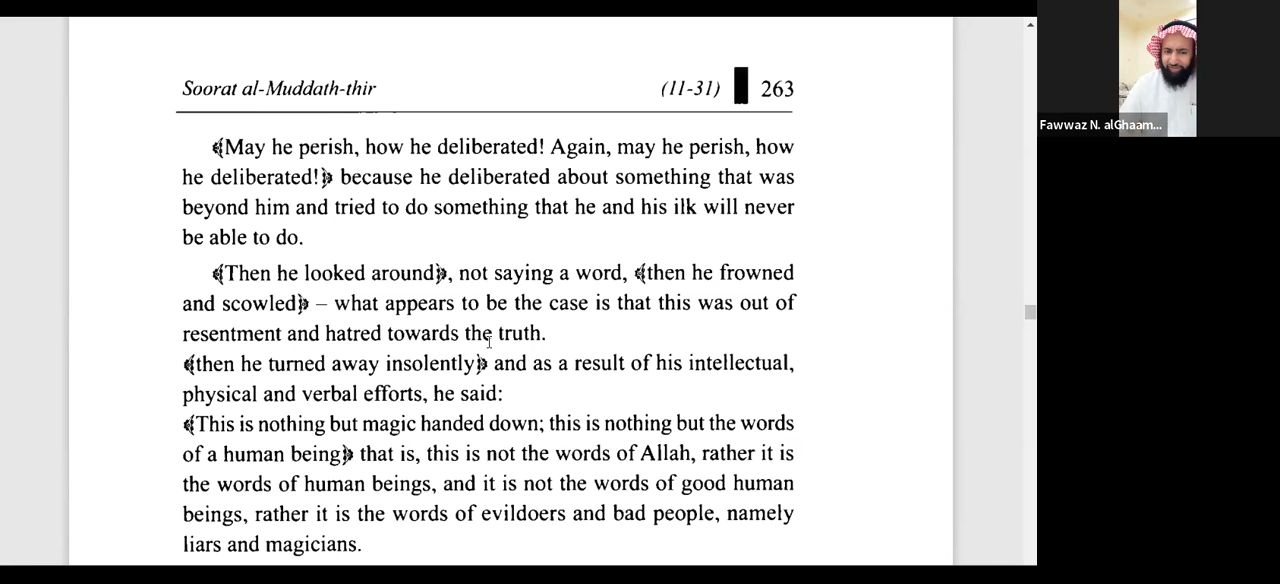 Soorat al-Muddath-thir (11-31) 263
﴾May he perish, how he deliberated! Again, may he perish, how
he deliberated!﴿ because he deliberated about something that was
beyond him and tried to do something that he and his ilk will never
be able to do.
﴾Then he looked around﴿, not saying a word, ﴾then he frowned
and scowled﴿ – what appears to be the case is that this was out of
resentment and hatred towards the truth.
﴾then he turned away insolently﴿ and as a result of his intellectual,
physical and verbal efforts, he said:
﴾This is nothing but magic handed down; this is nothing but the words
of a human being﴿ that is, this is not the words of Allah, rather it is
the words of human beings, and it is not the words of good human
beings, rather it is the words of evildoers and bad people, namely
liars and magicians.
Fawwaz N. alGhaam...